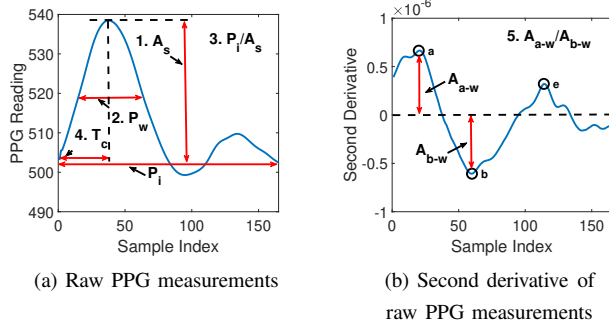 540
530
520
510
500
490
PPG Reading
1. A_s
3. P_i/A_s
2. P_w
4. T_c
P_i
0
50
100
150
Sample Index
(a) Raw PPG measurements
×10^-6
1
0.5
0
-0.5
-1
Second Derivative
a
5. A_a-w/A_b-w
A_a-w
e
A_b-w
b
0
50
100
150
Sample Index
(b) Second derivative of
raw PPG measurements